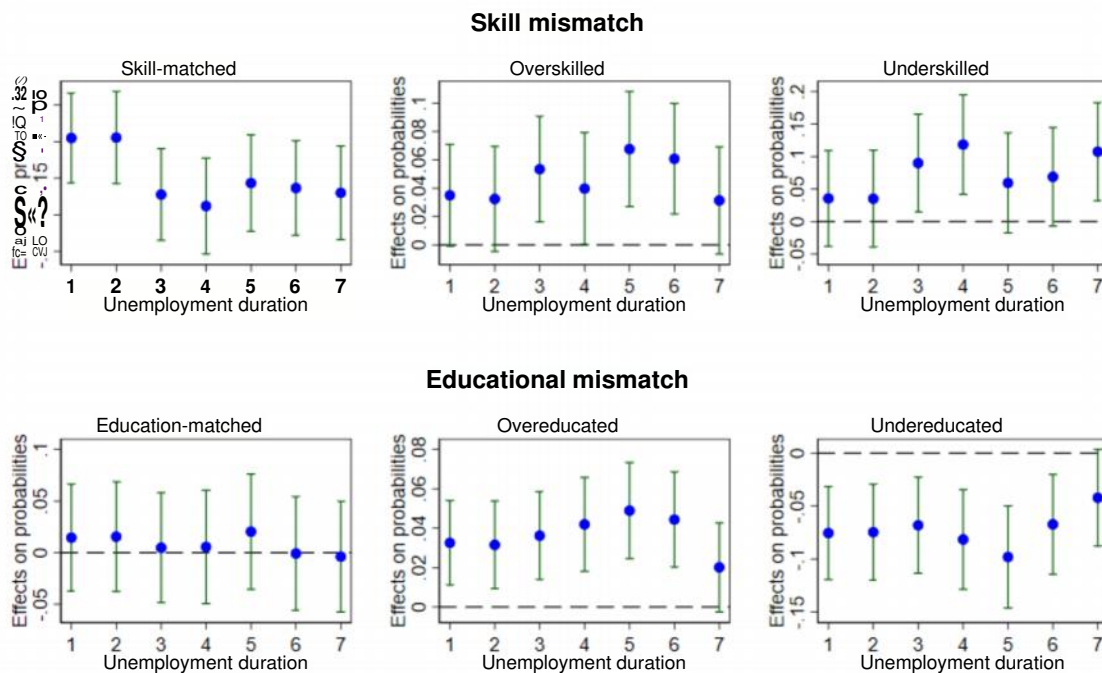 Skill mismatch
Skill-matched
Overskilled
Underskilled
.15
1 2 3 4 5 6 7
Unemployment duration
Effects on probabilities
0 .02 .04 .06 .08 .1
1 2 3 4 5 6 7
Unemployment duration
Effects on probabilities
-.05 0 .05 .1 .15 .2
1 2 3 4 5 6 7
Unemployment duration
Educational mismatch
Education-matched
Overeducated
Undereducated
Effects on probabilities
-.05 0 .05 .1
1 2 3 4 5 6 7
Unemployment duration
Effects on probabilities
0 .02 .04 .06 .08
1 2 3 4 5 6 7
Unemployment duration
Effects on probabilities
-.15 -.1 -.05 0
1 2 3 4 5 6 7
Unemployment duration